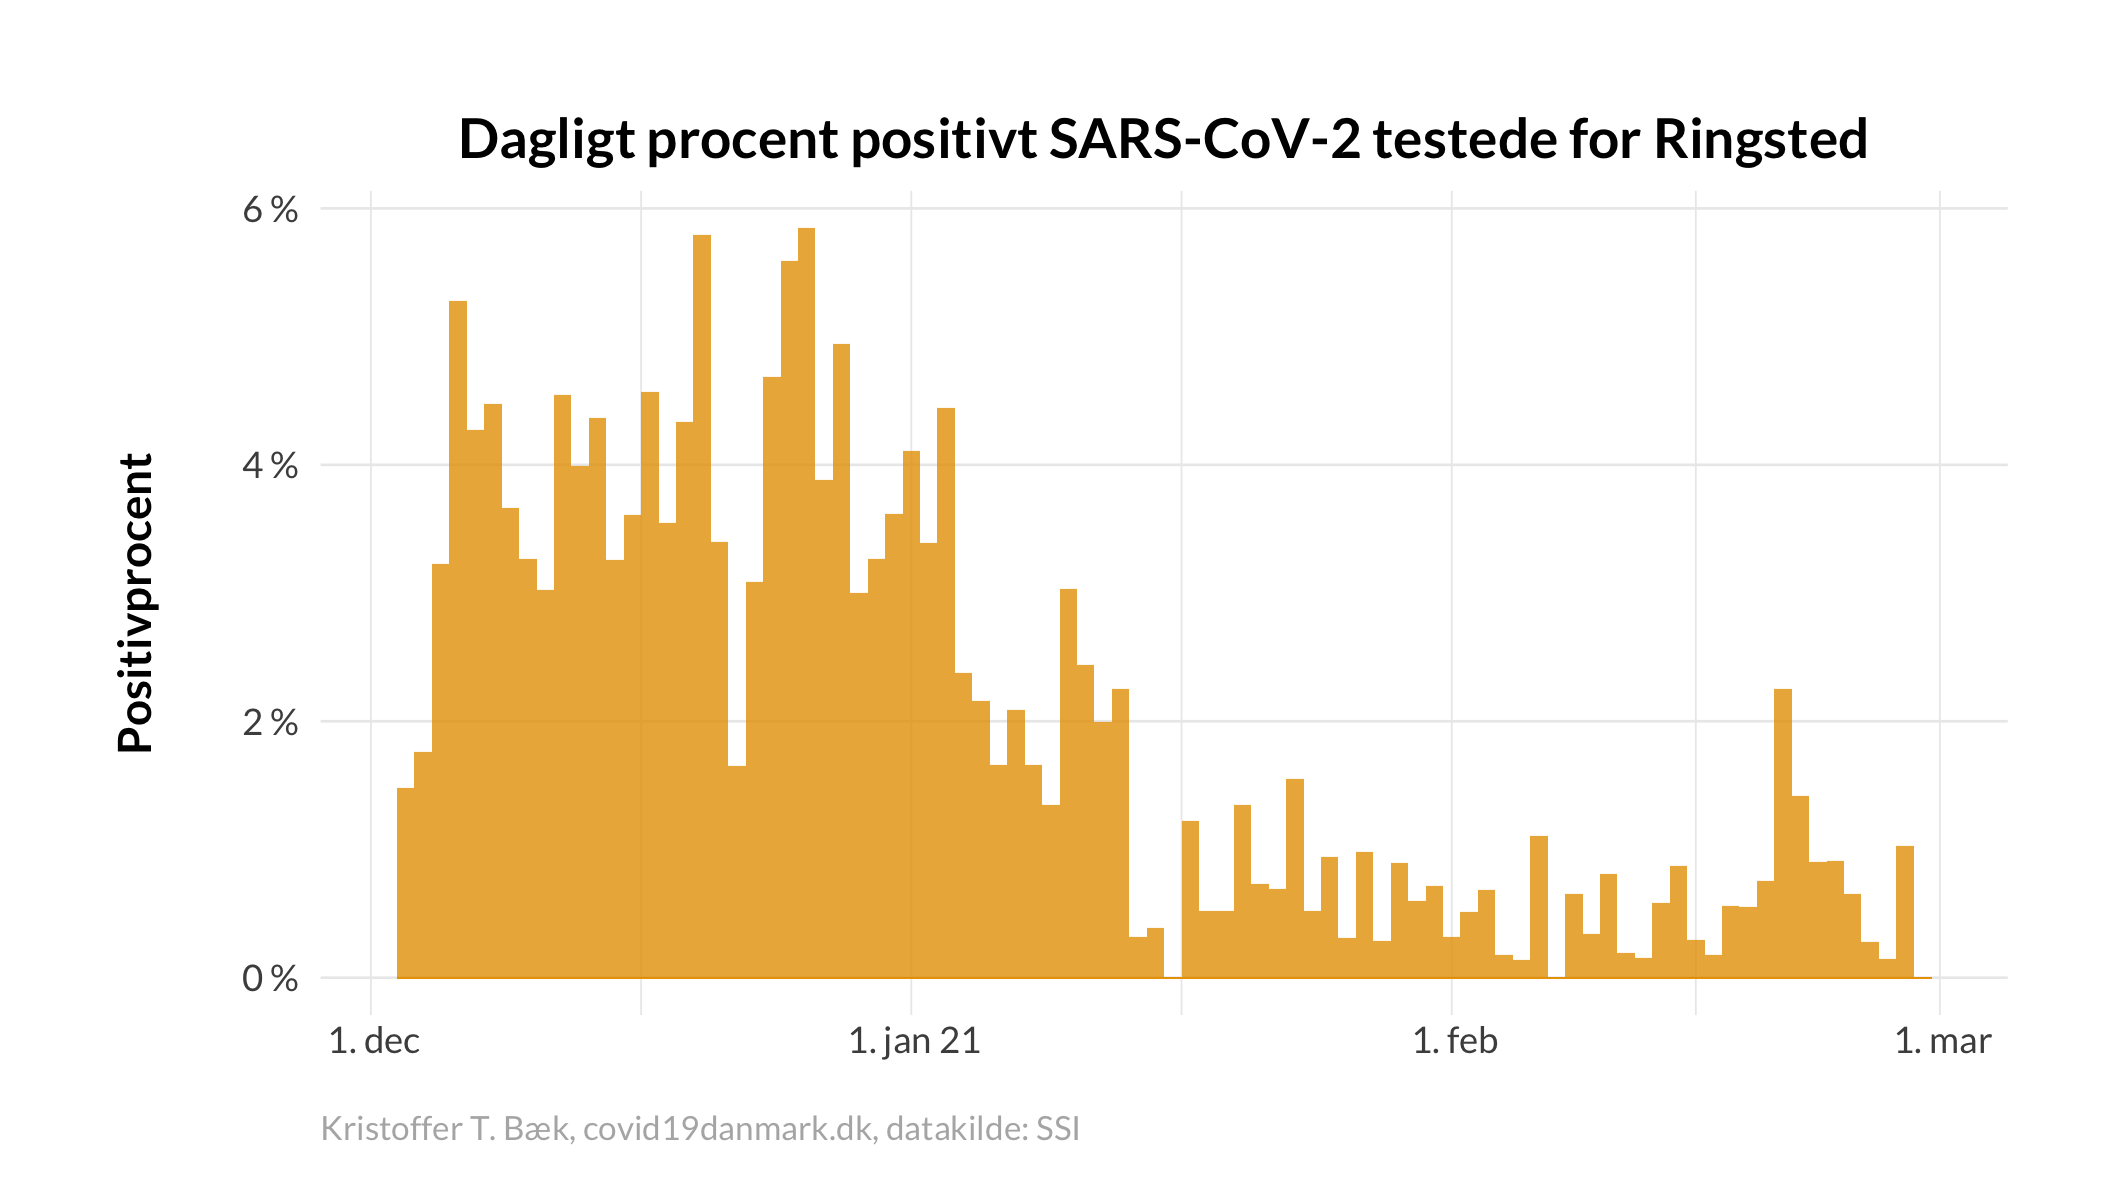 Dagligt procent positivt SARS-CoV-2 testede for Ringsted
Positivprocent
6 %
4 %
2 %
0 %
1. dec
1. jan 21
1. feb
1. mar
Kristoffer T. Bæk, covid19danmark.dk, datakilde: SSI